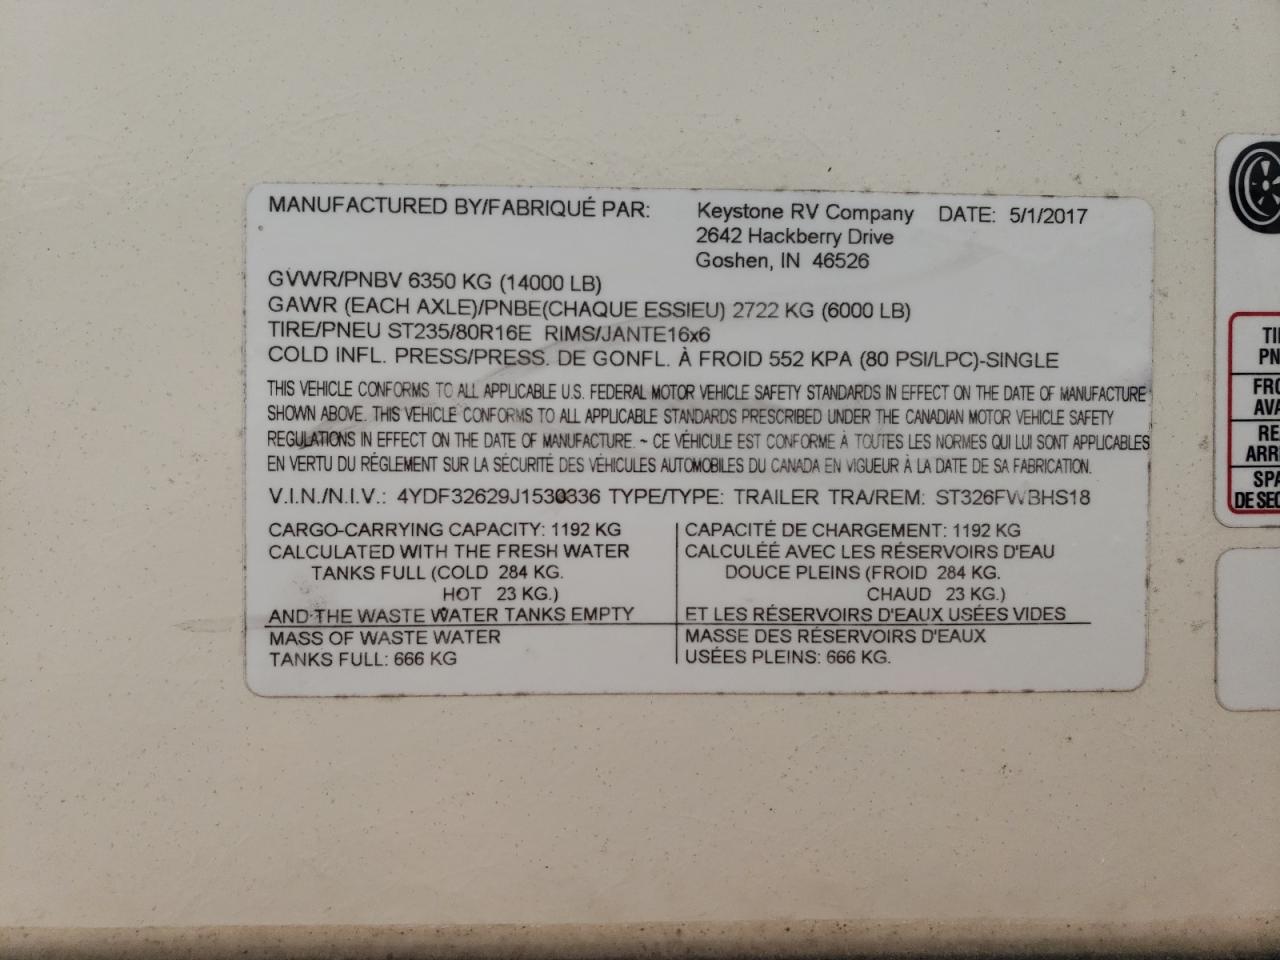 MANUFACTURED BY/FABRIQUÉ PAR: Keystone RV Company DATE: 5/1/2017
2642 Hackberry Drive
Goshen, IN 46526
GVWR/PNBV 6350 KG (14000 LB)
GAWR (EACH AXLE)/PNBE(CHAQUE ESSIEU) 2722 KG (6000 LB)
TIRE/PNEU ST235/80R16E RIMS/JANTE16x6
COLD INFL. PRESS/PRESS. DE GONFL. À FROID 552 KPA (80 PSI/LPC)-SINGLE
THIS VEHICLE CONFORMS TO ALL APPLICABLE U.S. FEDERAL MOTOR VEHICLE SAFETY STANDARDS IN EFFECT ON THE DATE OF MANUFACTURE
SHOWN ABOVE. THIS VEHICLE CONFORMS TO ALL APPLICABLE STANDARDS PRESCRIBED UNDER THE CANADIAN MOTOR VEHICLE SAFETY
REGULATIONS IN EFFECT ON THE DATE OF MANUFACTURE. ~ CE VÉHICULE EST CONFORME À TOUTES LES NORMES QUI LUI SONT APPLICABLES
EN VERTU DU RÉGLEMENT SUR LA SÉCURITÉ DES VÉHICULES AUTOMOBILES DU CANADA EN VIGUEUR À LA DATE DE SA FABRICATION.
V.I.N./N.I.V.: 4YDF32629J1530336 TYPE/TYPE: TRAILER TRA/REM: ST326FWBHS18
CARGO-CARRYING CAPACITY: 1192 KG
CALCULATED WITH THE FRESH WATER
TANKS FULL (COLD 284 KG.
HOT 23 KG.)
AND THE WASTE WATER TANKS EMPTY
MASS OF WASTE WATER
TANKS FULL: 666 KG
CAPACITÉ DE CHARGEMENT: 1192 KG
CALCULÉE AVEC LES RÉSERVOIRS D'EAU
DOUCE PLEINS (FROID 284 KG.
CHAUD 23 KG.)
ET LES RÉSERVOIRS D'EAUX USÉES VIDES
MASSE DES RÉSERVOIRS D'EAUX
USÉES PLEINS: 666 KG.
DE